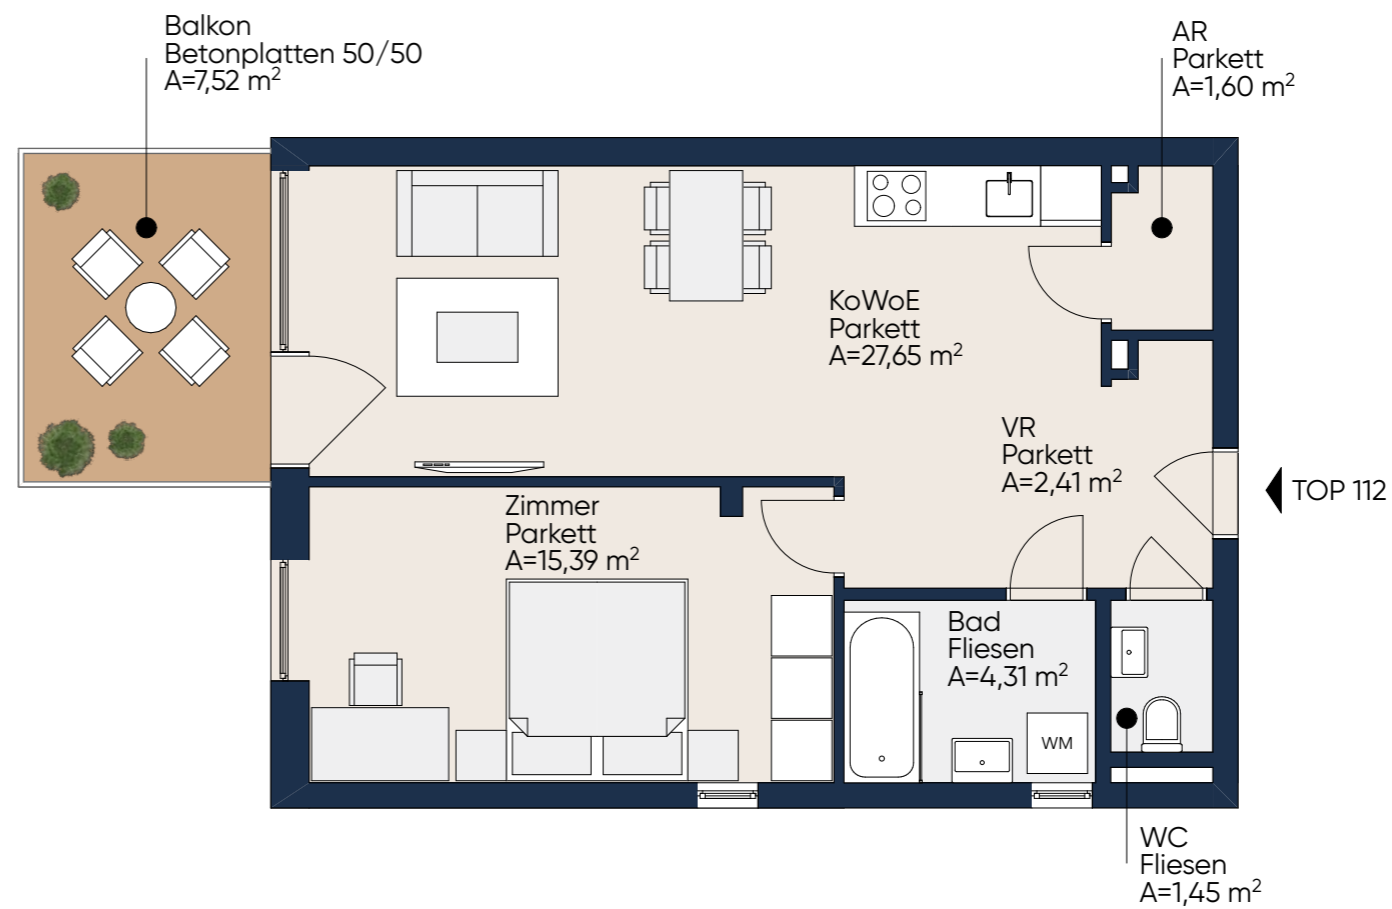 Balkon
Betonplatten 50/50
A=7,52 m²
AR
Parkett
A=1,60 m²
KoWoE
Parkett
A=27,65 m²
VR
Parkett
A=2,41 m²
TOP 112
Zimmer
Parkett
A=15,39 m²
Bad
Fliesen
A=4,31 m²
WM
WC
Fliesen
A=1,45 m²